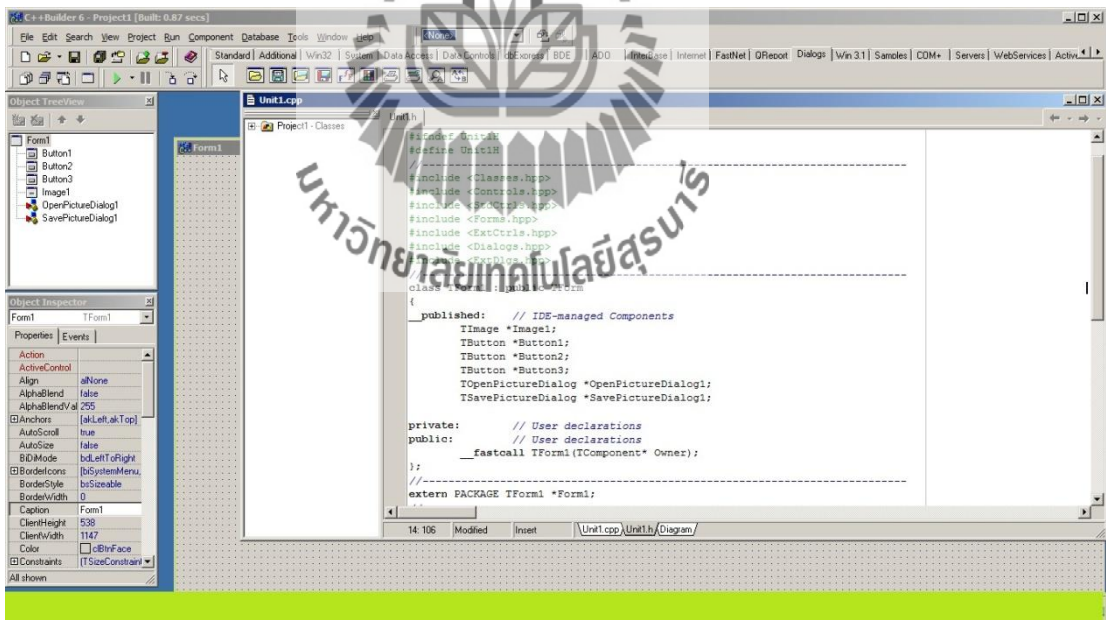 C++Builder 6 - Project1 [Built: 0.87 secs]
File Edit Search View Project Run Component Database Tools Window Help
<None>
Standard Additional Win32 System Data Access Data Controls dbExpress BDE ADO InterBase Internet FastNet QReport Dialogs Win 3.1 Samples COM+ Servers WebServices
Object TreeView
Form1
Button1
Button2
Button3
Image1
OpenPictureDialog1
SavePictureDialog1
Object Inspector
Form1 TForm1
Properties Events
Action
ActiveControl
Align alNone
AlphaBlend false
AlphaBlendVal 255
Anchors [akLeft,akTop]
AutoScroll true
AutoSize false
BiDiMode bdLeftToRight
BorderIcons [biSystemMenu,
BorderStyle bsSizeable
BorderWidth 0
Caption Form1
ClientHeight 538
ClientWidth 1147
Color clBtnFace
Constraints (TSizeConstraint
All shown
Form1
Unit1.cpp
Project1 - Classes
Unit1.h
#ifndef Unit1H
#define Unit1H
//---------------------------------------------------------------------------
#include <Classes.hpp>
#include <Controls.hpp>
#include <StdCtrls.hpp>
#include <Forms.hpp>
#include <ExtCtrls.hpp>
#include <Dialogs.hpp>
#include <ExtDlgs.hpp>
//---------------------------------------------------------------------------
class TForm1 : public TForm
{
__published: // IDE-managed Components
TImage *Image1;
TButton *Button1;
TButton *Button2;
TButton *Button3;
TOpenPictureDialog *OpenPictureDialog1;
TSavePictureDialog *SavePictureDialog1;
private: // User declarations
public: // User declarations
__fastcall TForm1(TComponent* Owner);
};
//---------------------------------------------------------------------------
extern PACKAGE TForm1 *Form1;
14: 106 Modified Insert Unit1.cpp Unit1.h Diagram
มหาวิทยาลัยเทคโนโลยีสุรนารี